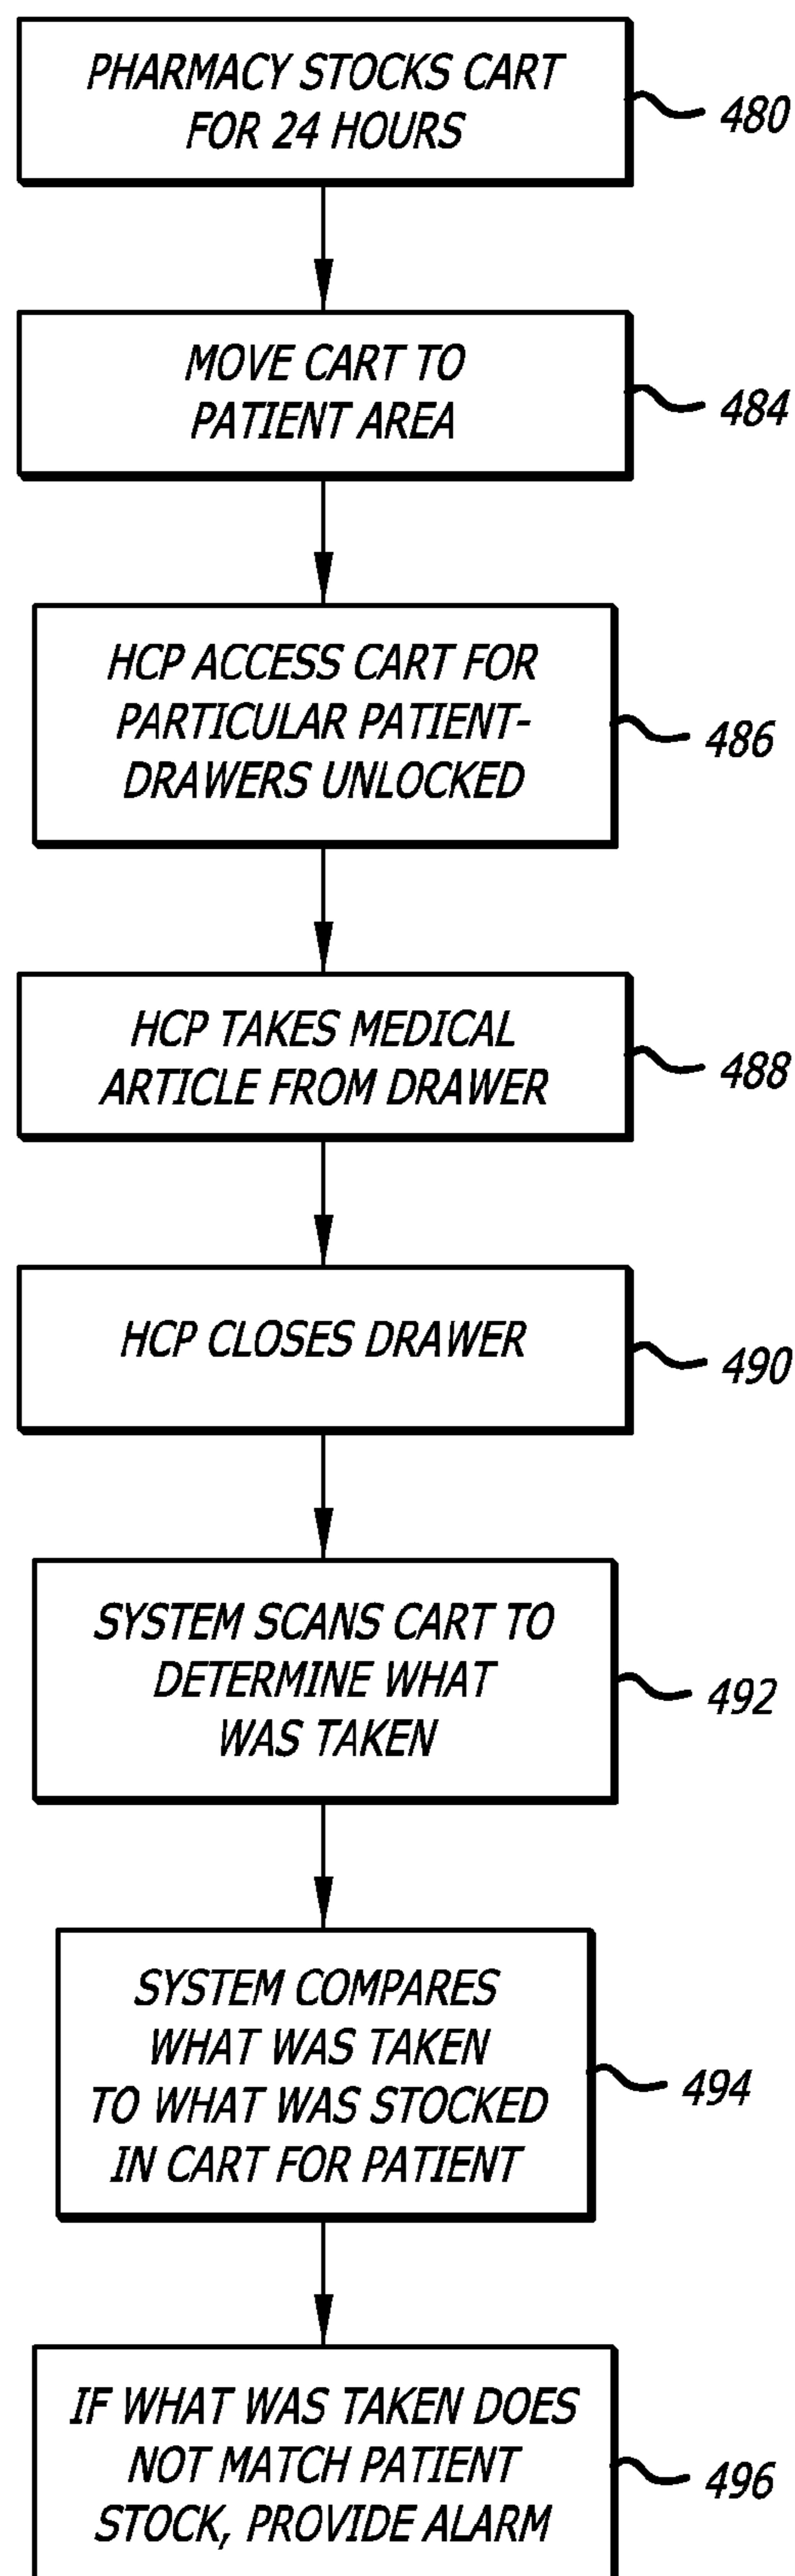 PHARMACY STOCKS CART
FOR 24 HOURS
480
MOVE CART TO
PATIENT AREA
484
HCP ACCESS CART FOR
PARTICULAR PATIENT-
DRAWERS UNLOCKED
486
HCP TAKES MEDICAL
ARTICLE FROM DRAWER
488
HCP CLOSES DRAWER
490
SYSTEM SCANS CART TO
DETERMINE WHAT
WAS TAKEN
492
SYSTEM COMPARES
WHAT WAS TAKEN
TO WHAT WAS STOCKED
IN CART FOR PATIENT
494
IF WHAT WAS TAKEN DOES
NOT MATCH PATIENT
STOCK, PROVIDE ALARM
496